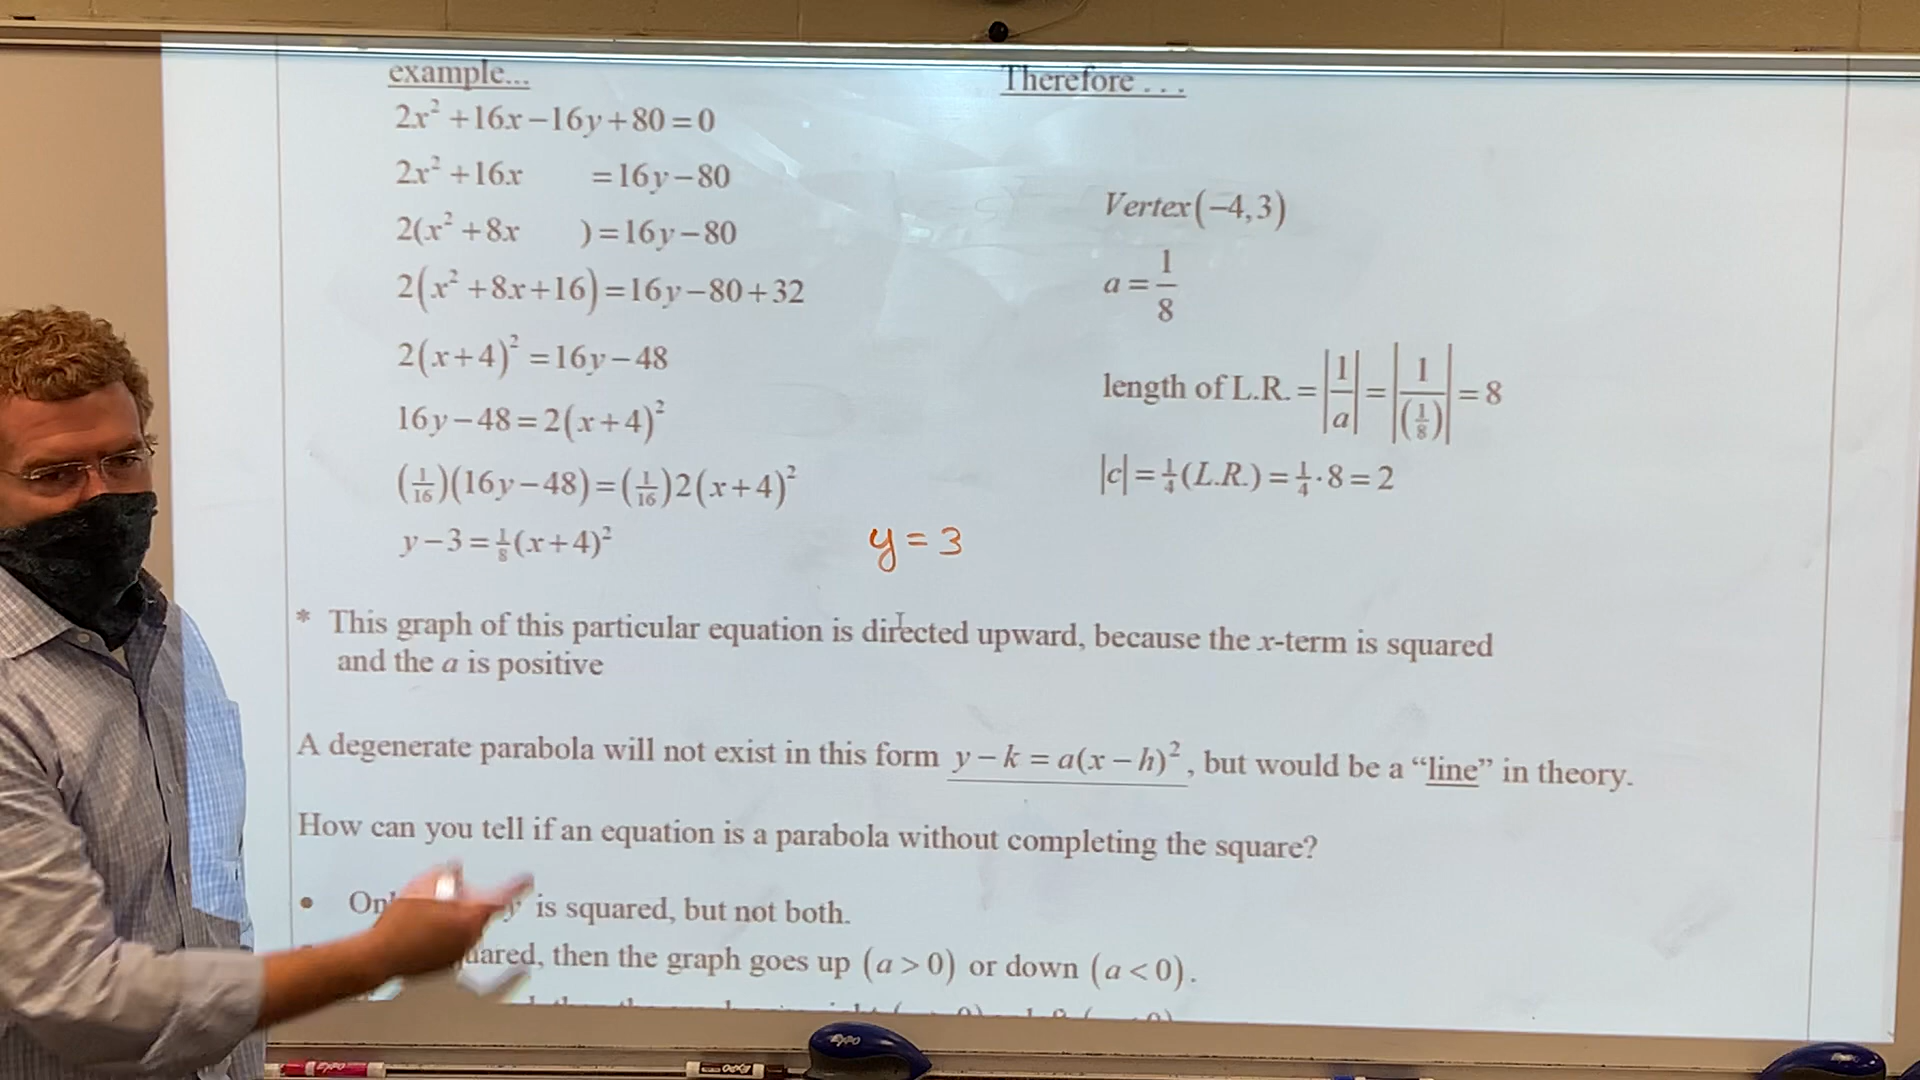 example...
2x² +16x−16y+80=0
2x² +16x =16y−80
2(x² +8x )=16y−80
2(x² +8x+16)=16y−80+32
2(x+4)² =16y−48
16y−48=2(x+4)²
(1/16)(16y−48)=(1/16)2(x+4)²
y−3=1/8(x+4)²
y = 3
Therefore . . .
Vertex(−4,3)
a = 1/8
length of L.R. = |1/a| = |1/(1/8)| = 8
|c| = 1/4(L.R.) = 1/4·8 = 2
* This graph of this particular equation is directed upward, because the x-term is squared
and the a is positive
A degenerate parabola will not exist in this form y − k = a(x − h)², but would be a “line” in theory.
How can you tell if an equation is a parabola without completing the square?
• y is squared, but not both.
then the graph goes up (a > 0) or down (a < 0).
EXPO
EXPO
EXPO